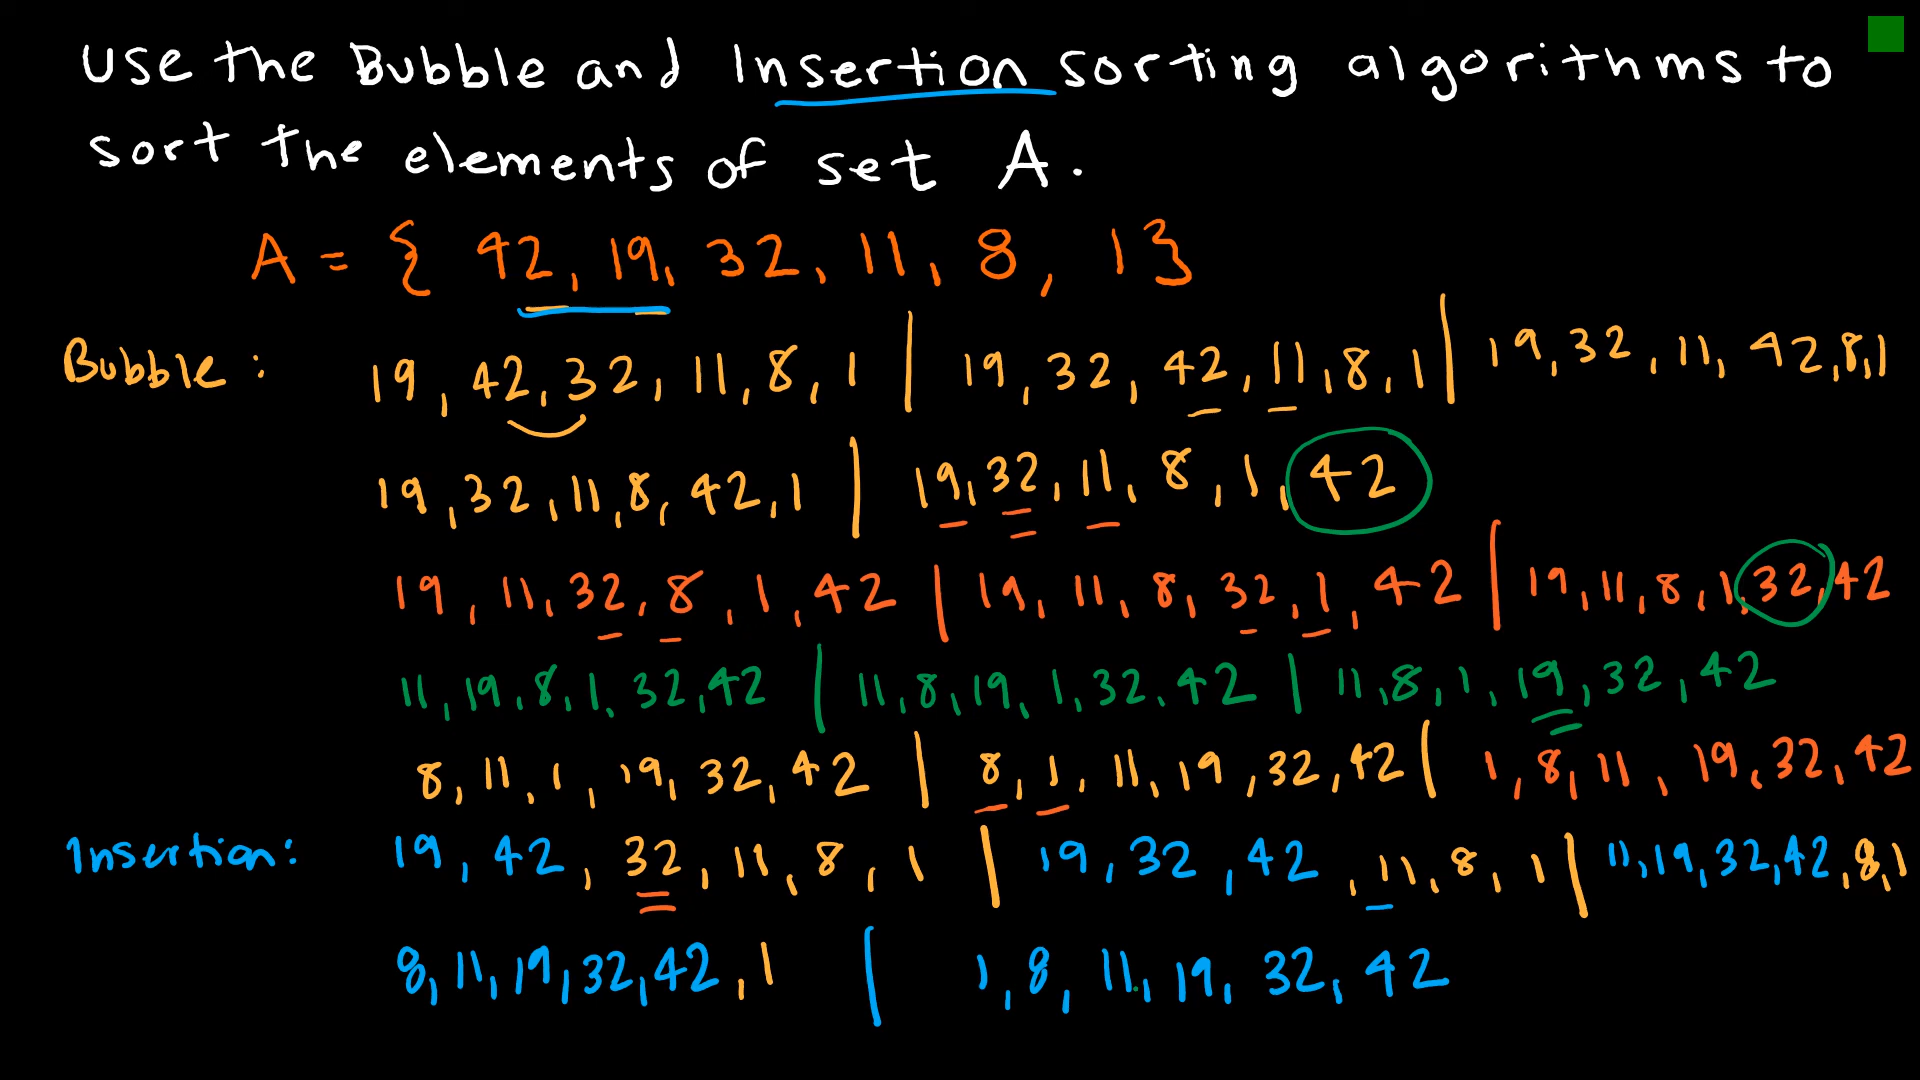 Use the Bubble and Insertion sorting algorithms to
sort the elements of set A.
A = { 42, 19, 32, 11, 8, 1}
Bubble: 19, 42, 32, 11, 8, 1 | 19, 32, 42, 11, 8, 1 | 19, 32, 11, 42, 8, 1
19, 32, 11, 8, 42, 1 | 19, 32, 11, 8, 1, 42
19, 11, 32, 8, 1, 42 | 19, 11, 8, 32, 1, 42 | 19, 11, 8, 1, 32, 42
11, 19, 8, 1, 32, 42 | 11, 8, 19, 1, 32, 42 | 11, 8, 1, 19, 32, 42
8, 11, 1, 19, 32, 42 | 8, 1, 11, 19, 32, 42 | 1, 8, 11, 19, 32, 42
Insertion: 19, 42, 32, 11, 8, 1 | 19, 32, 42, 11, 8, 1 | 11, 19, 32, 42, 8, 1
8, 11, 19, 32, 42, 1 | 1, 8, 11, 19, 32, 42